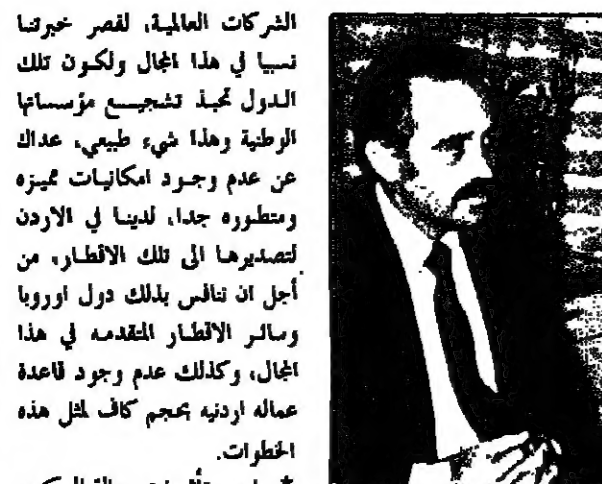 الشركات العالمية، لقصر خبرتنا
نسبيا في هذا المجال ولكون تلك
الدول تحبذ تشجيع مؤسساتها
الوطنية وهذا شيء طبيعي، عداك
عن عدم وجود امكانيات مميزه
ومتطوره جدا، لدينا في الاردن
لتصديرها الى تلك الاقطار، من
أجل ان تنافس بذلك دول اوروبا
وسائر الاقطار المتقدمه في هذا
المجال، وكذلك عدم وجود قاعدة
عماله اردنيه بحجم كاف لمثل هذه
الخطوات.